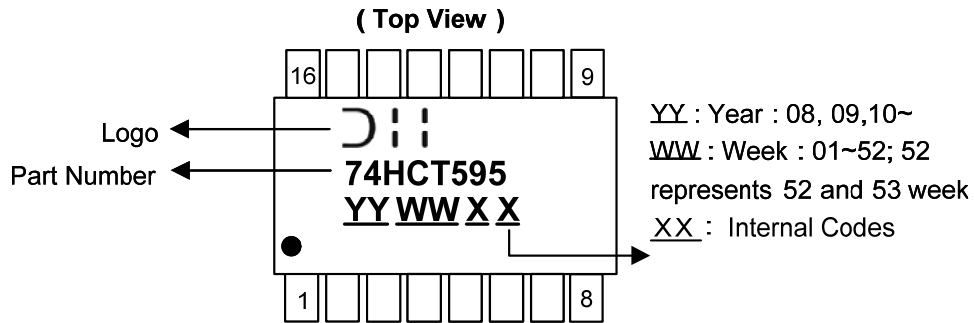 ( Top View )
16
9
Logo
Part Number
74HCT595
YY WW X X
YY : Year : 08, 09,10~
WW : Week : 01~52; 52
represents 52 and 53 week
XX : Internal Codes
1
8